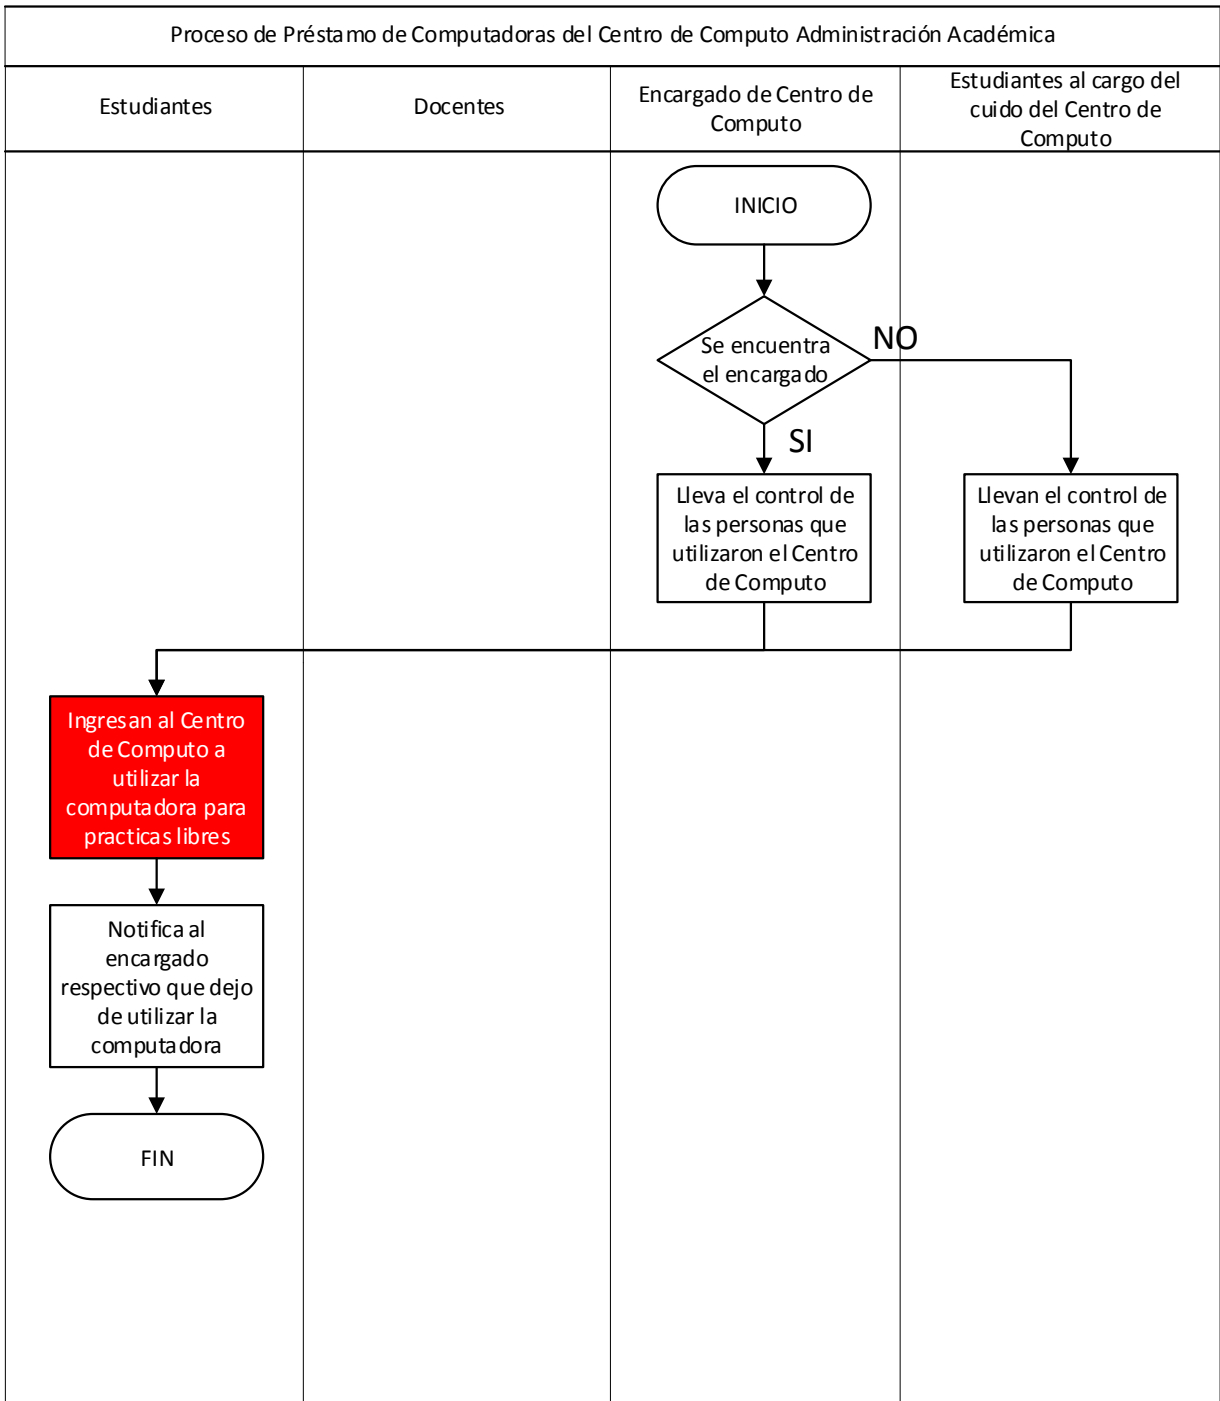 Proceso de Préstamo de Computadoras del Centro de Computo Administración Académica
Estudiantes
Docentes
Encargado de Centro de
Computo
Estudiantes al cargo del
cuido del Centro de
Computo
INICIO
Se encuentra
el encargado
NO
SI
Lleva el control de
las personas que
utilizaron el Centro
de Computo
Llevan el control de
las personas que
utilizaron el Centro
de Computo
Ingresan al Centro
de Computo a
utilizar la
computadora para
practicas libres
Notifica al
encargado
respectivo que dejo
de utilizar la
computadora
FIN